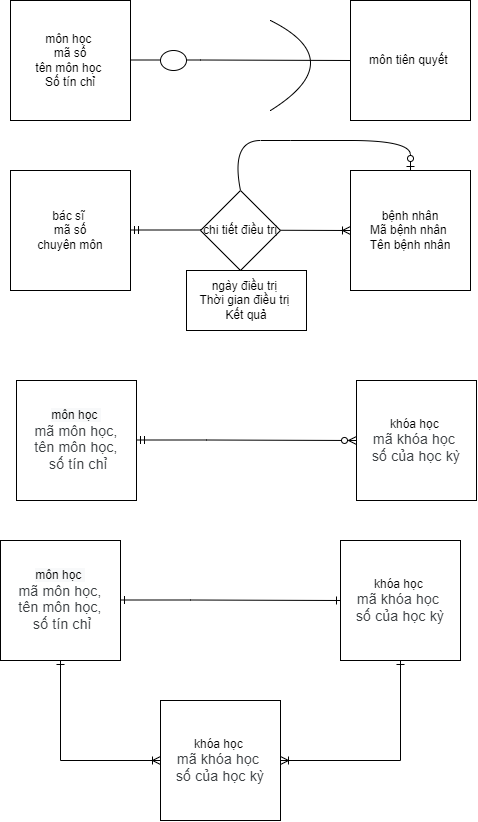 môn học
mã số
tên môn học
Số tín chỉ
môn tiên quyết
bác sĩ
mã số
chuyên môn
chi tiết điều trị
bệnh nhân
Mã bệnh nhân
Tên bệnh nhân
ngày điều trị
Thời gian điều trị
Kết quả
môn học
mã môn học,
tên môn học,
số tín chỉ
khóa học
mã khóa học
số của học kỳ
môn học
mã môn học,
tên môn học,
số tín chỉ
khóa học
mã khóa học
số của học kỳ
khóa học
mã khóa học
số của học kỳ